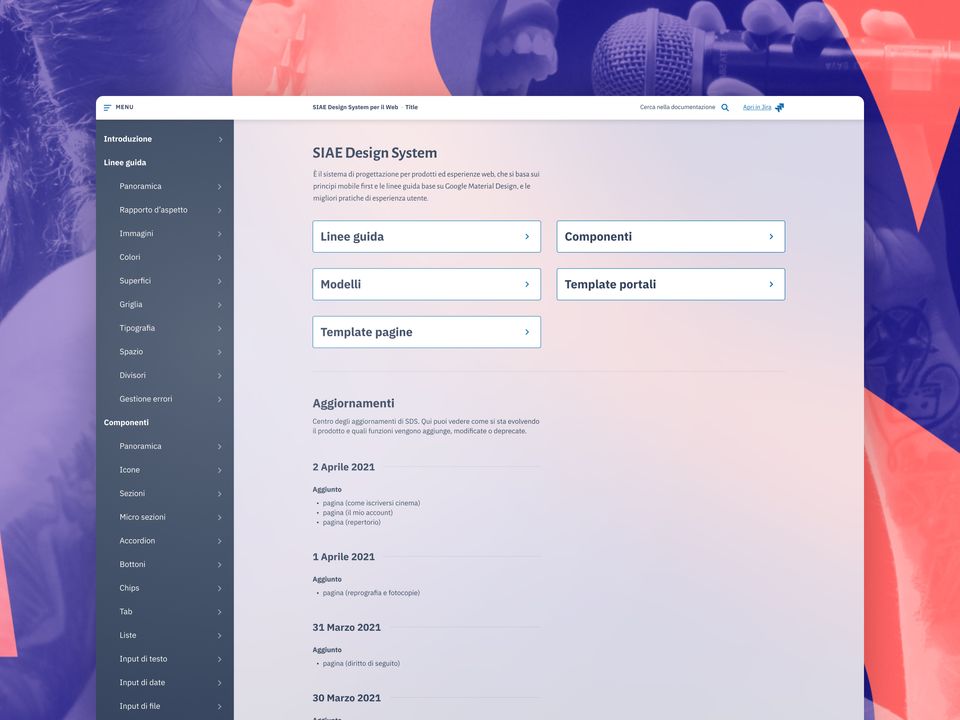 MENU
SIAE Design System per il Web · Title
Cerca nella documentazione
Apri in Jira
Introduzione
Linee guida
Panoramica
Rapporto d'aspetto
Immagini
Colori
Superfici
Griglia
Tipografia
Spazio
Divisori
Gestione errori
Componenti
Panoramica
Icone
Sezioni
Micro sezioni
Accordion
Bottoni
Chips
Tab
Liste
Input di testo
Input di date
Input di file
SIAE Design System
È il sistema di progettazione per prodotti ed esperienze web, che si basa sui
principi mobile first e le linee guida base su Google Material Design, e le
migliori pratiche di esperienza utente.
Linee guida
Componenti
Modelli
Template portali
Template pagine
Aggiornamenti
Centro degli aggiornamenti di SDS. Qui puoi vedere come si sta evolvendo
il prodotto e quali funzioni vengono aggiunge, modificate o deprecate.
2 Aprile 2021
Aggiunto
• pagina (come iscriversi cinema)
• pagina (il mio account)
• pagina (repertorio)
1 Aprile 2021
Aggiunto
• pagina (reprografia e fotocopie)
31 Marzo 2021
Aggiunto
• pagina (diritto di seguito)
30 Marzo 2021
Aggiunto